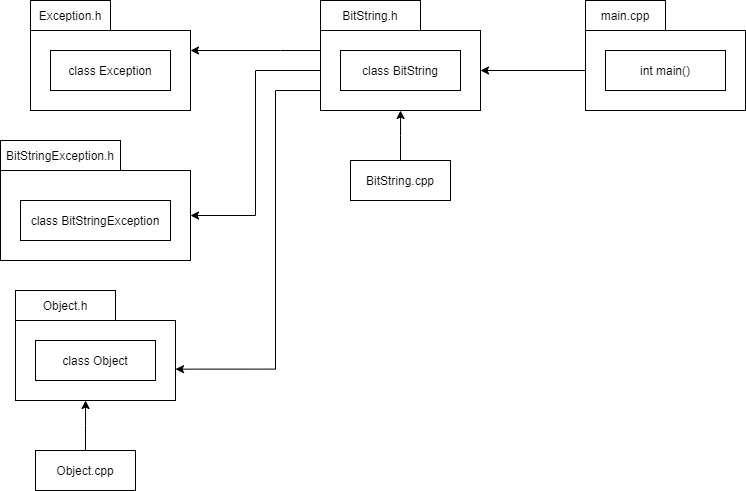 Exception.h
BitString.h
main.cpp
class Exception
class BitString
int main()
BitStringException.h
BitString.cpp
class BitStringException
Object.h
class Object
Object.cpp